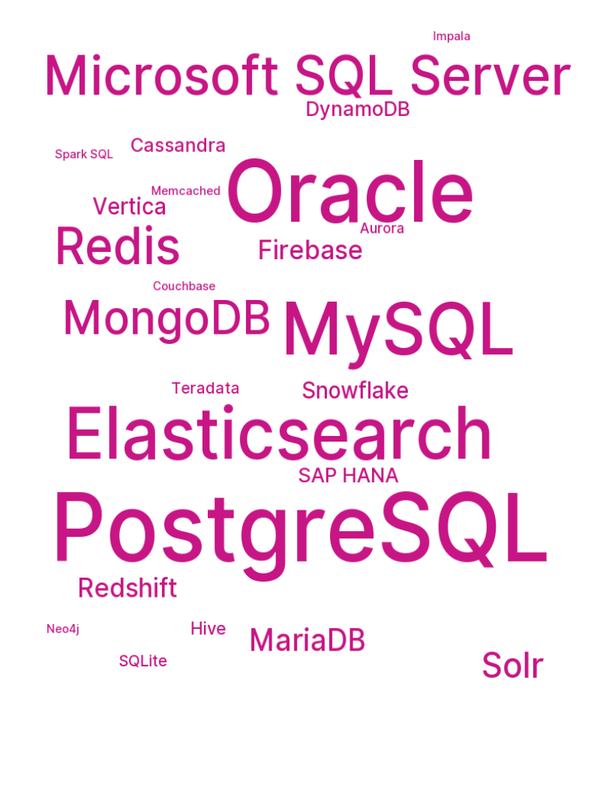 Impala
Microsoft SQL Server
DynamoDB
Cassandra
Spark SQL
Oracle
Memcached
Vertica
Aurora
Redis
Firebase
Couchbase
MongoDB
MySQL
Teradata
Snowflake
Elasticsearch
SAP HANA
PostgreSQL
Redshift
Neo4j
Hive
MariaDB
SQLite
Solr